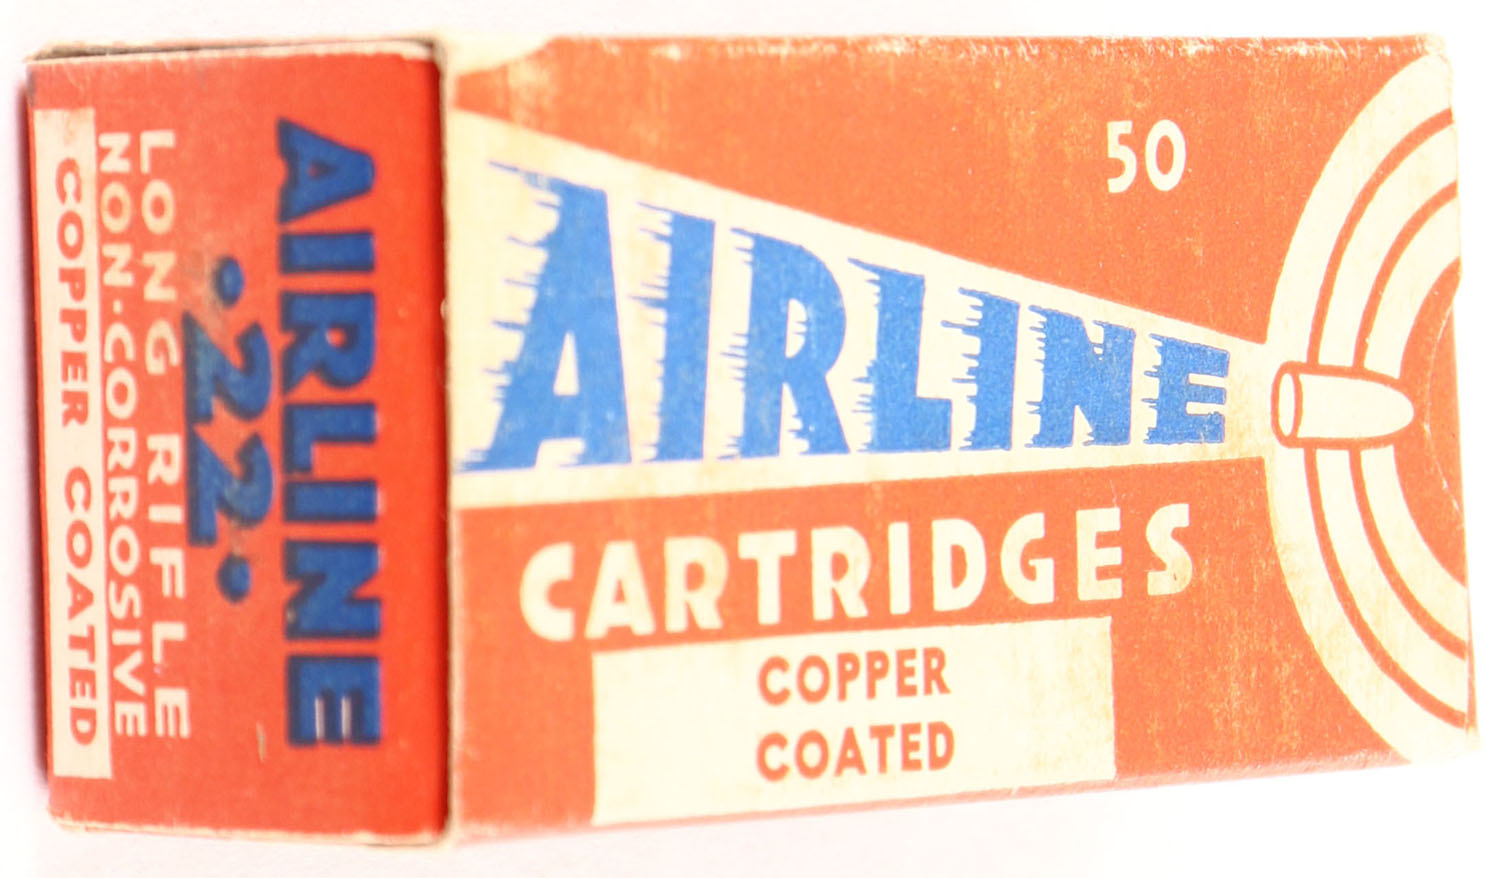 50
AIRLINE
CARTRIDGES
COPPER
COATED
AIRLINE
.22.
LONG RIFLE
NON-CORROSIVE
COPPER COATED